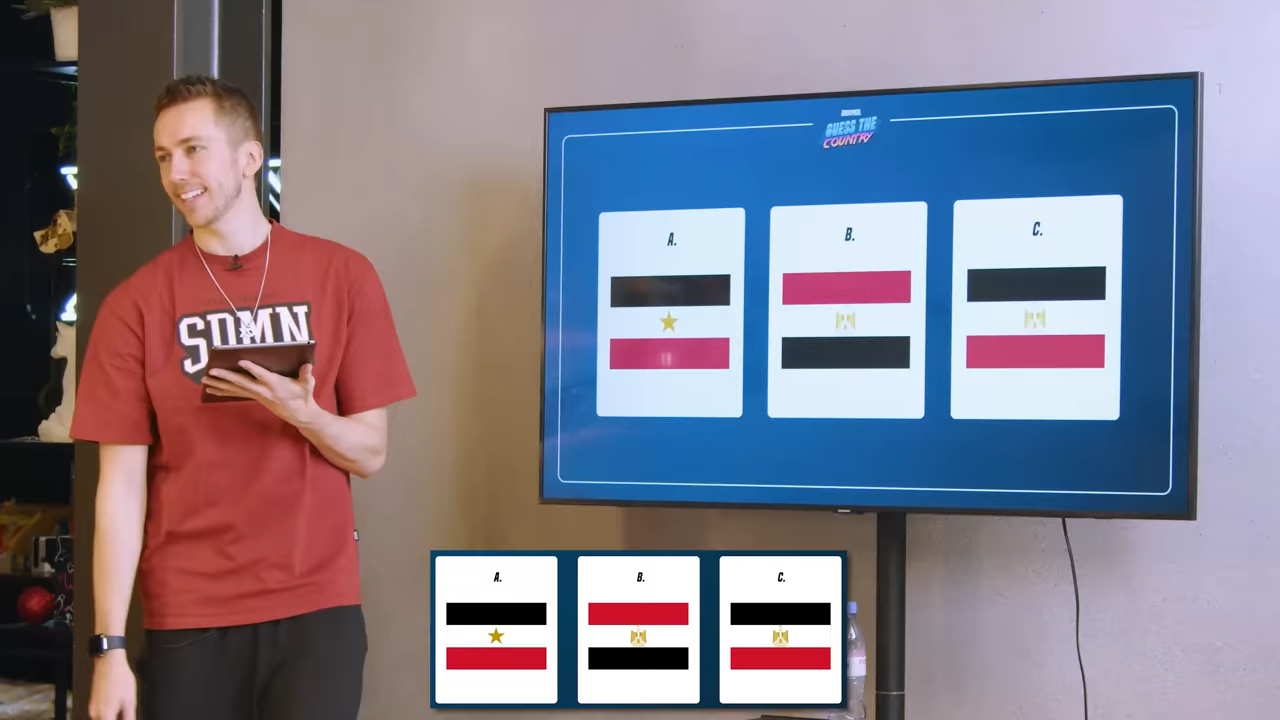 GUESS THE
COUNTRY
A.
B.
C.
SDMN
A.
B.
C.